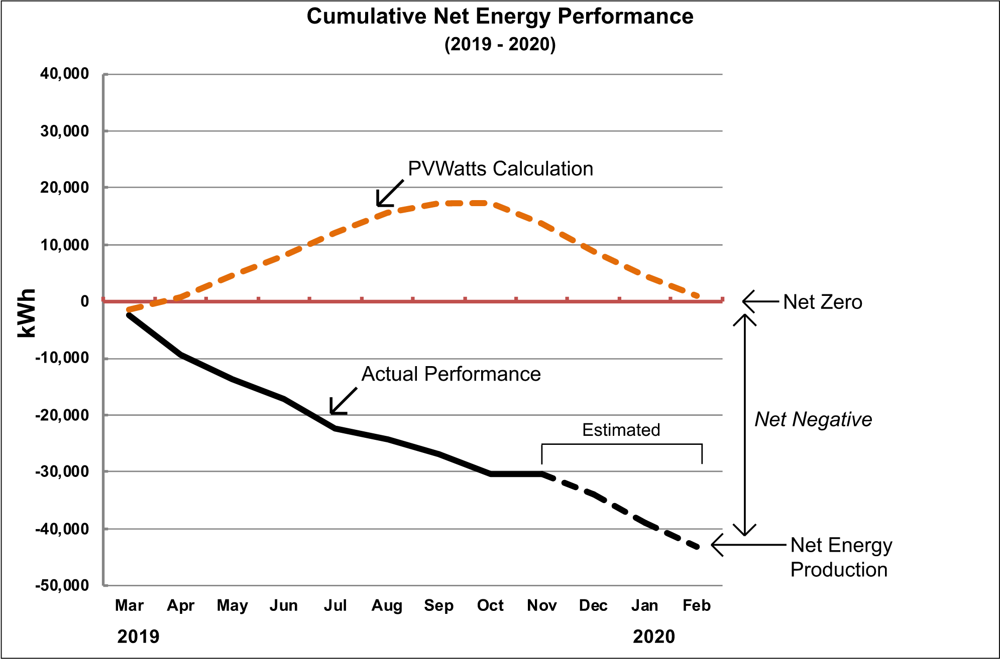 Cumulative Net Energy Performance
(2019 - 2020)
40,000
30,000
PVWatts Calculation
20,000
10,000
0
Net Zero
kWh
-10,000
Actual Performance
-20,000
Net Negative
Estimated
-30,000
-40,000
Net Energy
Production
-50,000
Mar Apr May Jun Jul Aug Sep Oct Nov Dec Jan Feb
2019 2020